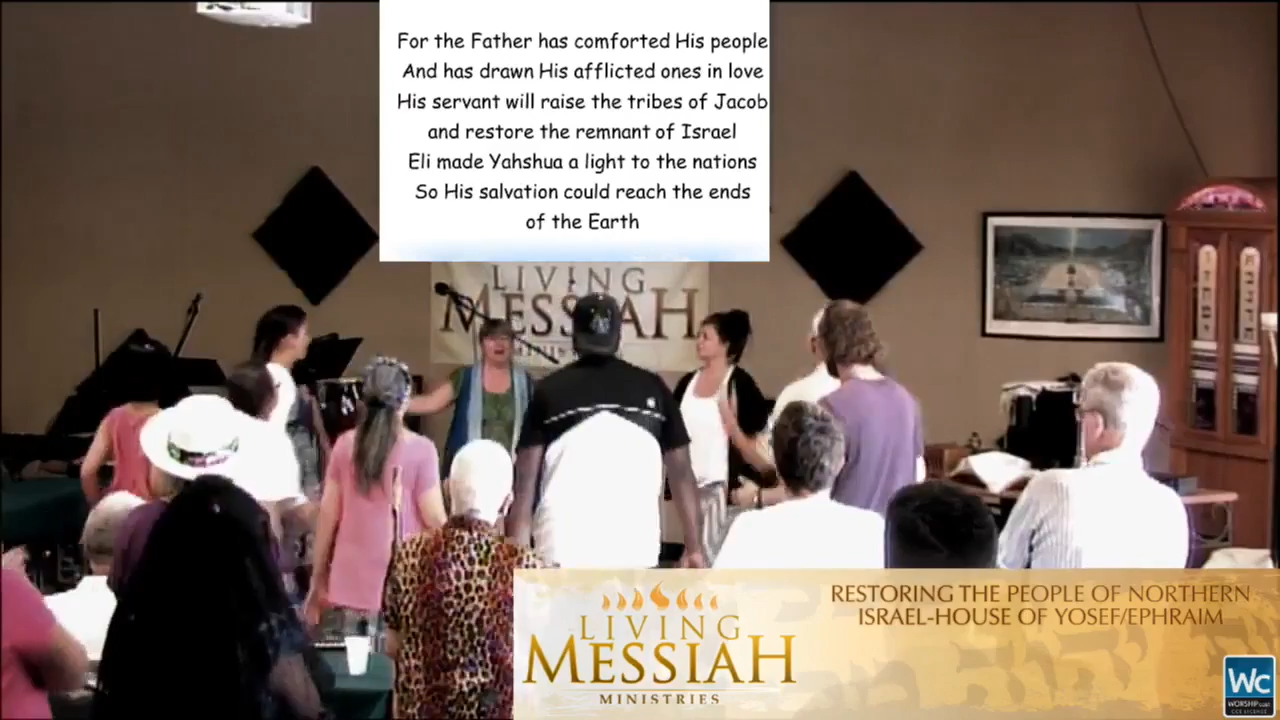 For the Father has comforted His people
And has drawn His afflicted ones in love
His servant will raise the tribes of Jacob
and restore the remnant of Israel
Eli made Yahshua a light to the nations
So His salvation could reach the ends
of the Earth
LIVING
MESSIAH
LIVING
MESSIAH
MINISTRIES
RESTORING THE PEOPLE OF NORTHERN
ISRAEL-HOUSE OF YOSEF/EPHRAIM
Wc
WORSHIPcast
CCS LICENCE